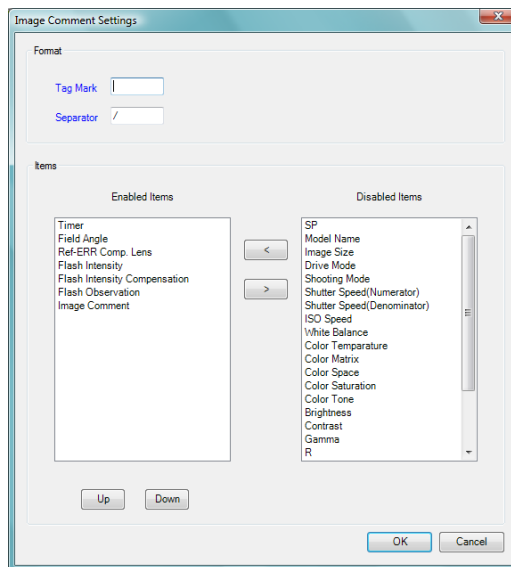 Image Comment Settings
Format
Tag Mark
Separator /
Items
Enabled Items
Timer
Field Angle
Ref-ERR Comp. Lens
Flash Intensity
Flash Intensity Compensation
Flash Observation
Image Comment
<
>
Disabled Items
SP
Model Name
Image Size
Drive Mode
Shooting Mode
Shutter Speed(Numerator)
Shutter Speed(Denominator)
ISO Speed
White Balance
Color Temparature
Color Matrix
Color Space
Color Saturation
Color Tone
Brightness
Contrast
Gamma
R
Up Down
OK Cancel